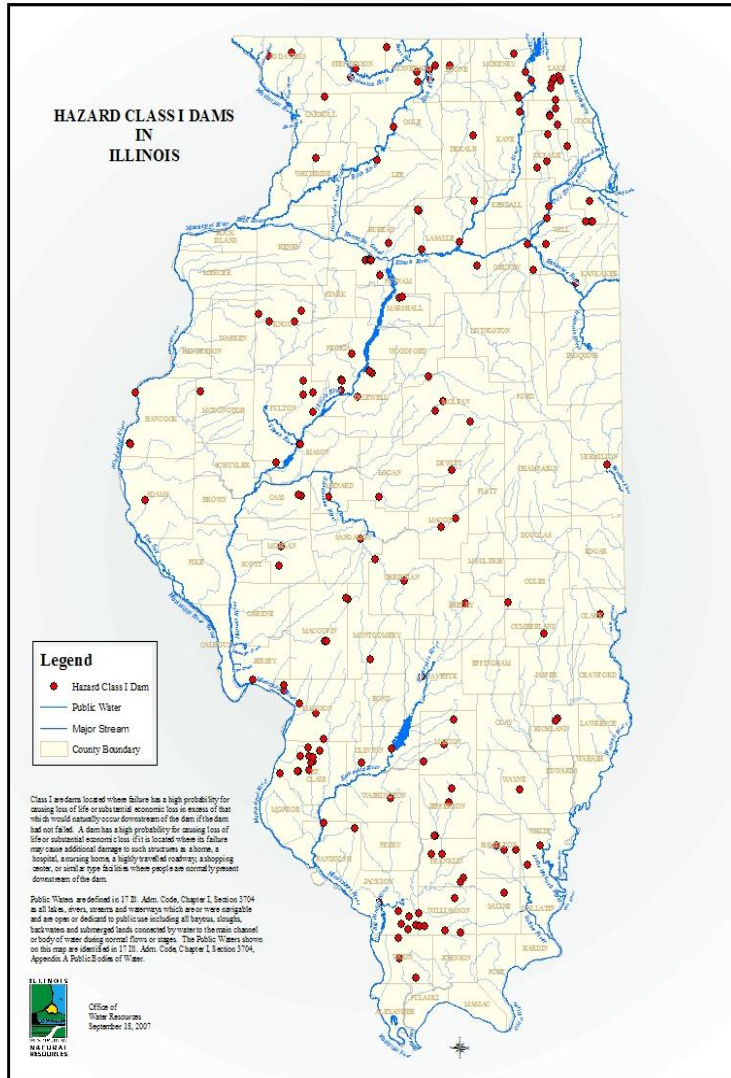 HAZARD CLASS I DAMS
IN
ILLINOIS
STEPHENSON
BOONE
MCHENRY
LAKE
CARROLL
OGLE
DEKALB
KANE
COOK
DUPAGE
WHITESIDE
LEE
KENDALL
WILL
ROCK
ISLAND
HENRY
BUREAU
LASALLE
GRUNDY
KANKAKEE
MERCER
PUTNAM
STARK
MARSHALL
KNOX
WARREN
PEORIA
WOODFORD
LIVINGSTON
IROQUOIS
HANCOCK
MCDONOUGH
FULTON
TAZEWELL
MCLEAN
FORD
SCHUYLER
MASON
LOGAN
DEWITT
CHAMPAIGN
VERMILION
ADAMS
BROWN
CASS
MENARD
PIATT
MACON
SANGAMON
MORGAN
DOUGLAS
EDGAR
PIKE
SCOTT
CHRISTIAN
MOULTRIE
COLES
GREENE
MACOUPIN
MONTGOMERY
SHELBY
CUMBERLAND
CLARK
CALHOUN
JERSEY
FAYETTE
EFFINGHAM
JASPER
CRAWFORD
MADISON
BOND
CLAY
RICHLAND
LAWRENCE
CLINTON
MARION
WABASH
EDWARDS
MONROE
WASHINGTON
JEFFERSON
WAYNE
RANDOLPH
PERRY
FRANKLIN
HAMILTON
WHITE
JACKSON
WILLIAMSON
SALINE
GALLATIN
UNION
JOHNSON
POPE
HARDIN
ALEXANDER
PULASKI
MASSAC
Legend
Hazard Class I Dam
Public Water
Major Stream
County Boundary
Class I are dams located where failure has a high probability for
causing loss of life or substantial economic loss in excess of that
which would naturally occur downstream of the dam if the dam
had not failed. A dam has a high probability for causing loss of
life or substantial economic loss if it is located where its failure
may cause additional damage to such structures as a home, a
hospital, a nursing home, a highly travelled roadway, a shopping
center, or similar type facilities where people are normally present
downstream of the dam.
Public Waters are defined in 17 Ill. Adm. Code, Chapter I, Section 3704
as all lakes, rivers, streams and waterways which are or were navigable
and are open or dedicated to public use including all bayous, sloughs,
backwaters and submerged lands connected by water to the main channel
or body of water during normal flows or stages. The Public Waters shown
on this map are identified in 17 Ill. Adm. Code, Chapter I, Section 3704,
Appendix A Public Bodies of Water.
ILLINOIS
NATURAL
RESOURCES
Office of
Water Resources
September 18, 2007